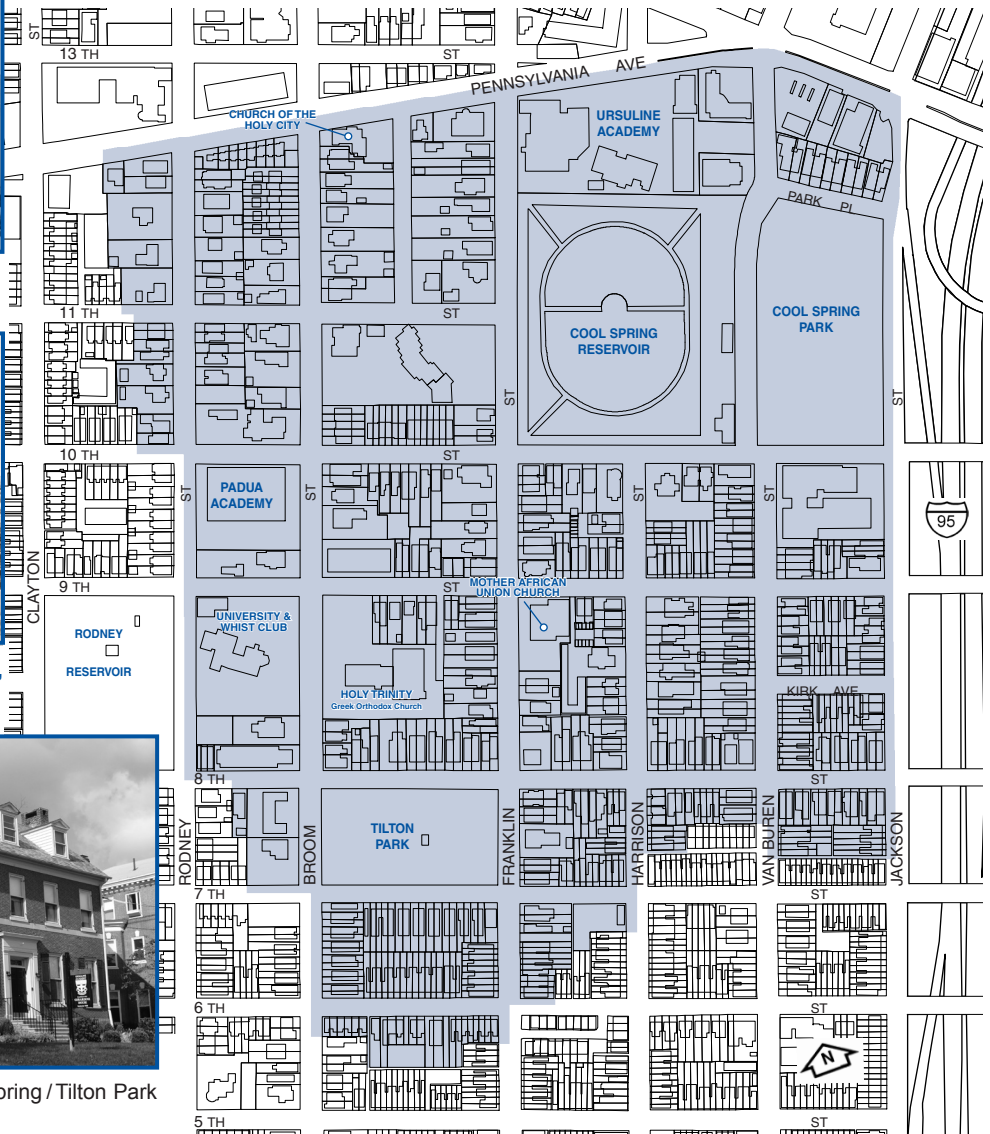 ST
13 TH
ST
PENNSYLVANIA AVE
CHURCH OF THE
HOLY CITY
URSULINE
ACADEMY
PARK PL
11 TH
ST
COOL SPRING
RESERVOIR
COOL SPRING
PARK
ST
ST
10 TH
ST
PADUA
ACADEMY
ST
ST
ST
ST
95
CLAYTON
9 TH
ST
MOTHER AFRICAN
UNION CHURCH
RODNEY
RESERVOIR
UNIVERSITY &
WHIST CLUB
HOLY TRINITY
Greek Orthodox Church
KIRK AVE
8 TH
ST
TILTON
PARK
RODNEY
BROOM
FRANKLIN
HARRISON
VAN BUREN
JACKSON
7 TH
ST
6 TH
ST
N
pring / Tilton Park
5 TH
ST